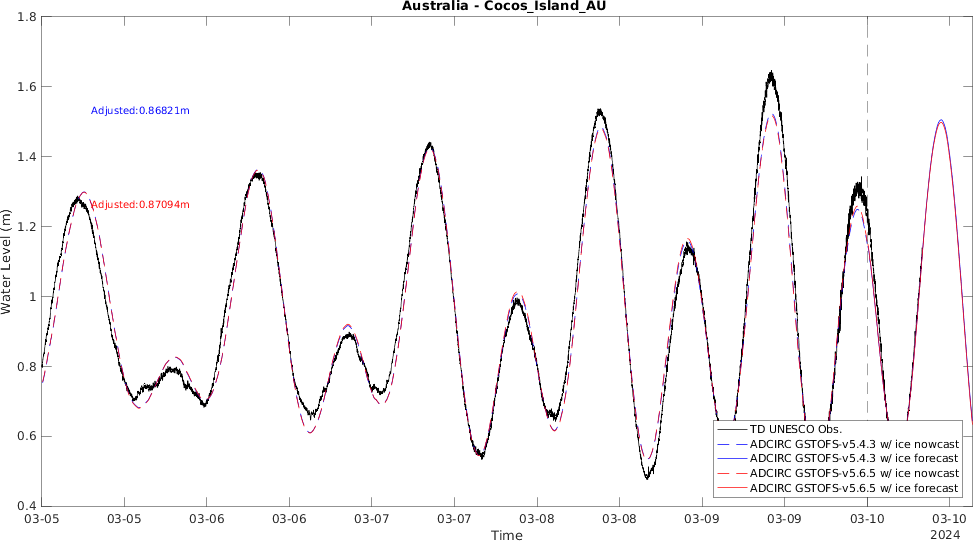 Australia - Cocos_Island_AU
Water Level (m)
1.8
1.6
1.4
1.2
1
0.8
0.6
0.4
Adjusted:0.86821m
Adjusted:0.87094m
TD UNESCO Obs.
ADCIRC GSTOFS-v5.4.3 w/ ice nowcast
ADCIRC GSTOFS-v5.4.3 w/ ice forecast
ADCIRC GSTOFS-v5.6.5 w/ ice nowcast
ADCIRC GSTOFS-v5.6.5 w/ ice forecast
03-05 03-05 03-06 03-06 03-07 03-07 03-08 03-08 03-09 03-09 03-10 03-10
2024
Time